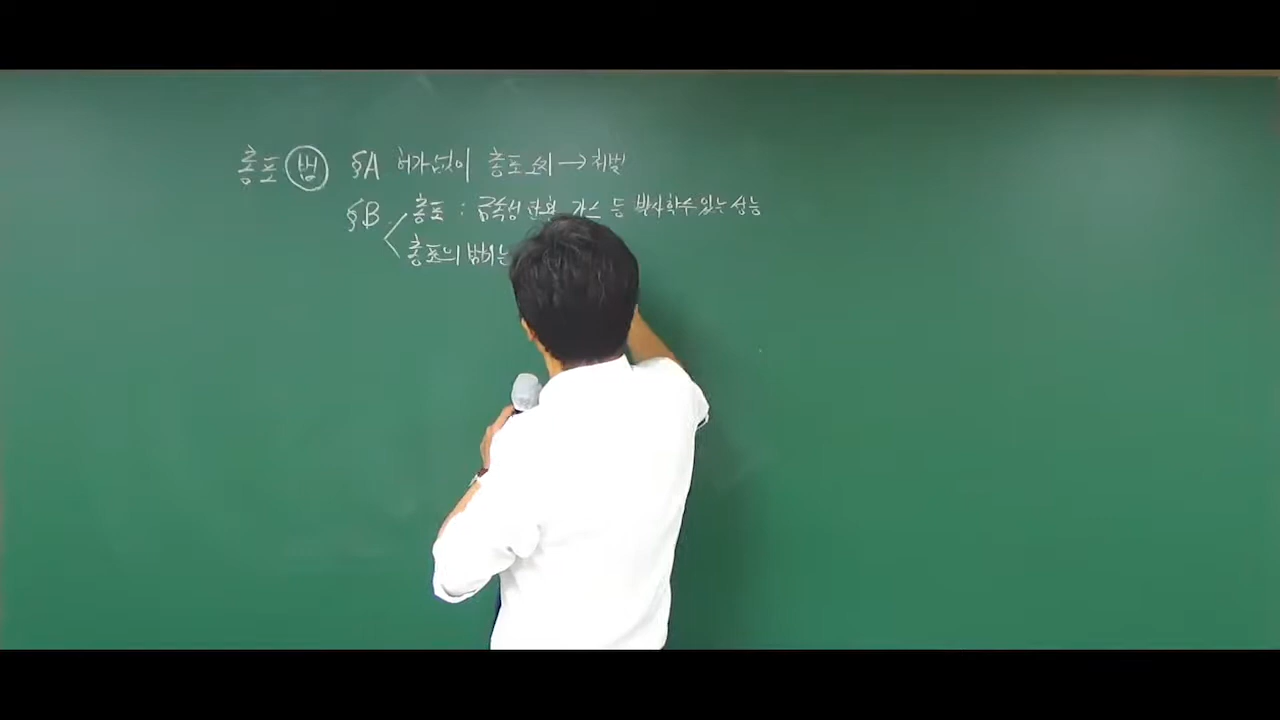 총포 법 §A 허가없이 총포 소지 → 처벌
§B 총포 : 금속성 탄환 가스 등 발사할수 있는 성능
총포의 범위는